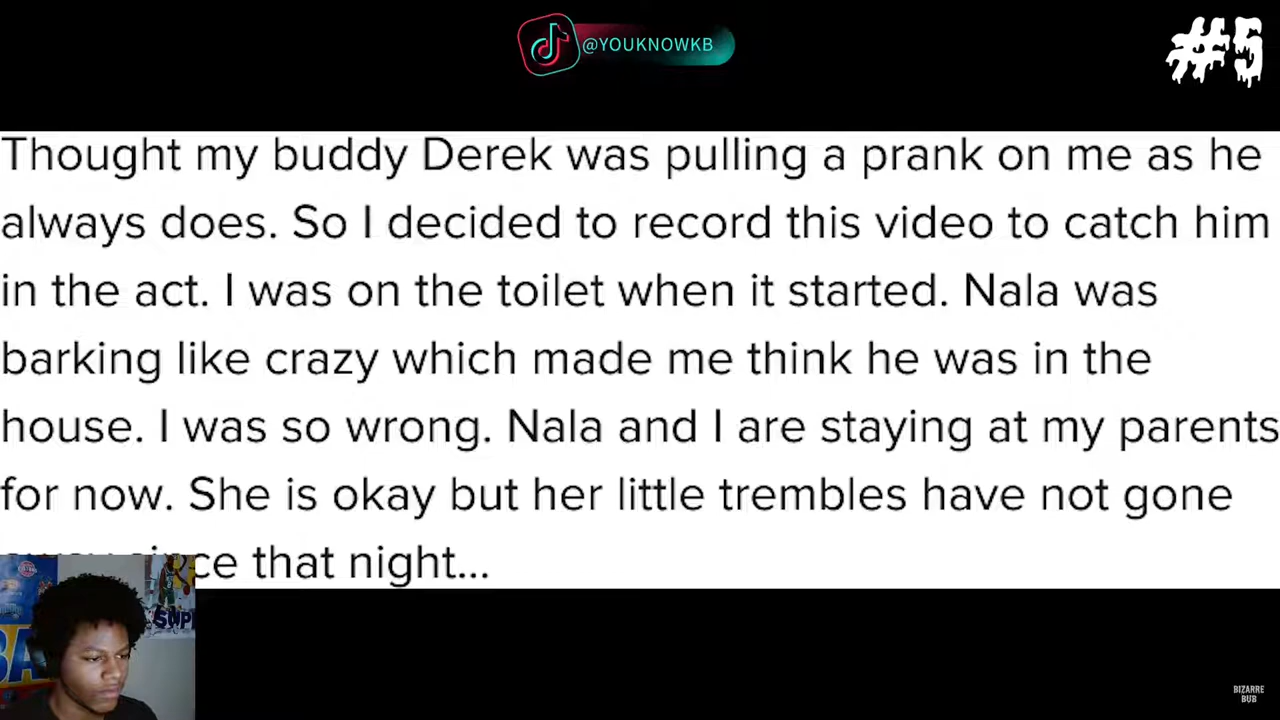 @YOUKNOWKB
#5
Thought my buddy Derek was pulling a prank on me as he
always does. So I decided to record this video to catch him
in the act. I was on the toilet when it started. Nala was
barking like crazy which made me think he was in the
house. I was so wrong. Nala and I are staying at my parents
for now. She is okay but her little trembles have not gone
that night...
BIZARRE
BUB